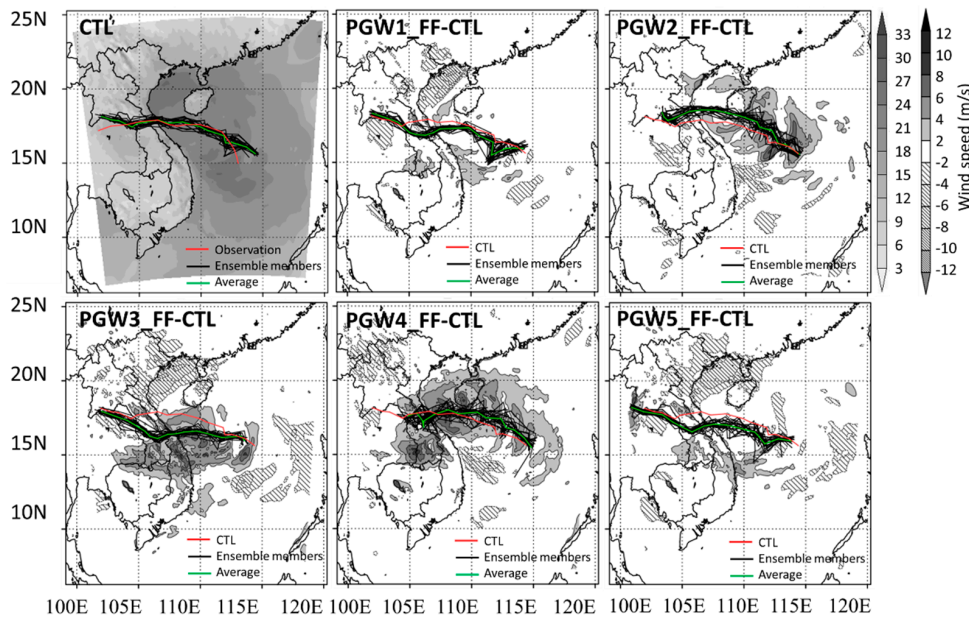 25N
20N
15N
10N
CTL
Observation
Ensemble members
Average
PGW1_FF-CTL
CTL
Ensemble members
Average
PGW2_FF-CTL
CTL
Ensemble members
Average
33
30
27
24
21
18
15
12
9
6
3
12
10
8
6
4
2
-2
-4
-6
-8
-10
-12
Wind speed (m/s)
25N
20N
15N
10N
PGW3_FF-CTL
CTL
Ensemble members
Average
PGW4_FF-CTL
CTL
Ensemble members
Average
PGW5_FF-CTL
CTL
Ensemble members
Average
100E 105E 110E 115E
100E 105E 110E 115E
100E 105E 110E 115E 120E